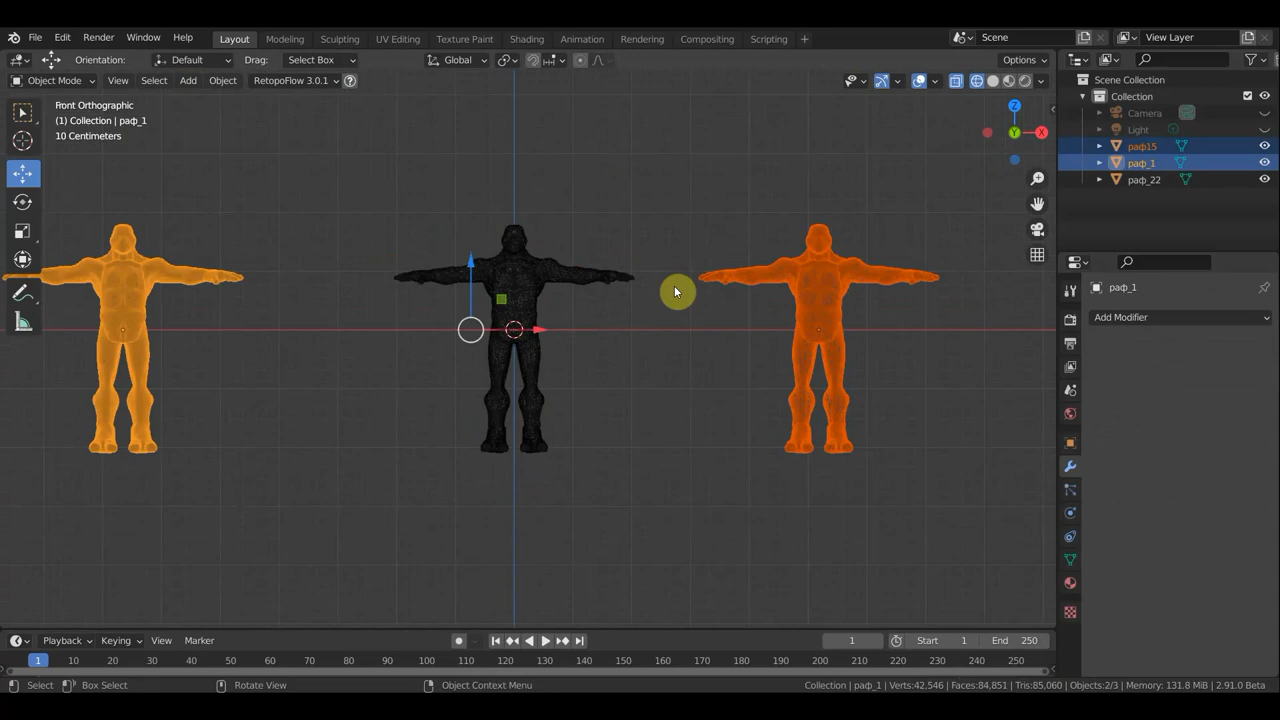 File Edit Render Window Help Layout Modeling Sculpting UV Editing Texture Paint Shading Animation Rendering Compositing Scripting + Scene View Layer
Orientation: Default Drag: Select Box Global Options
Object Mode View Select Add Object RetopoFlow 3.0.1
Front Orthographic
(1) Collection | раф_1
10 Centimeters
Z
Y
X
Scene Collection
Collection
Camera
Light
раф15
раф_1
раф_22
раф_1
Add Modifier
Playback Keying View Marker 1 Start 1 End 250
1 10 20 30 40 50 60 70 80 90 100 110 120 130 140 150 160 170 180 190 200 210 220 230 240 250
Select Box Select Rotate View Object Context Menu Collection | раф_1 | Verts:42,546 | Faces:84,851 | Tris:85,060 | Objects:2/3 | Memory: 131.8 MiB | 2.91.0 Beta